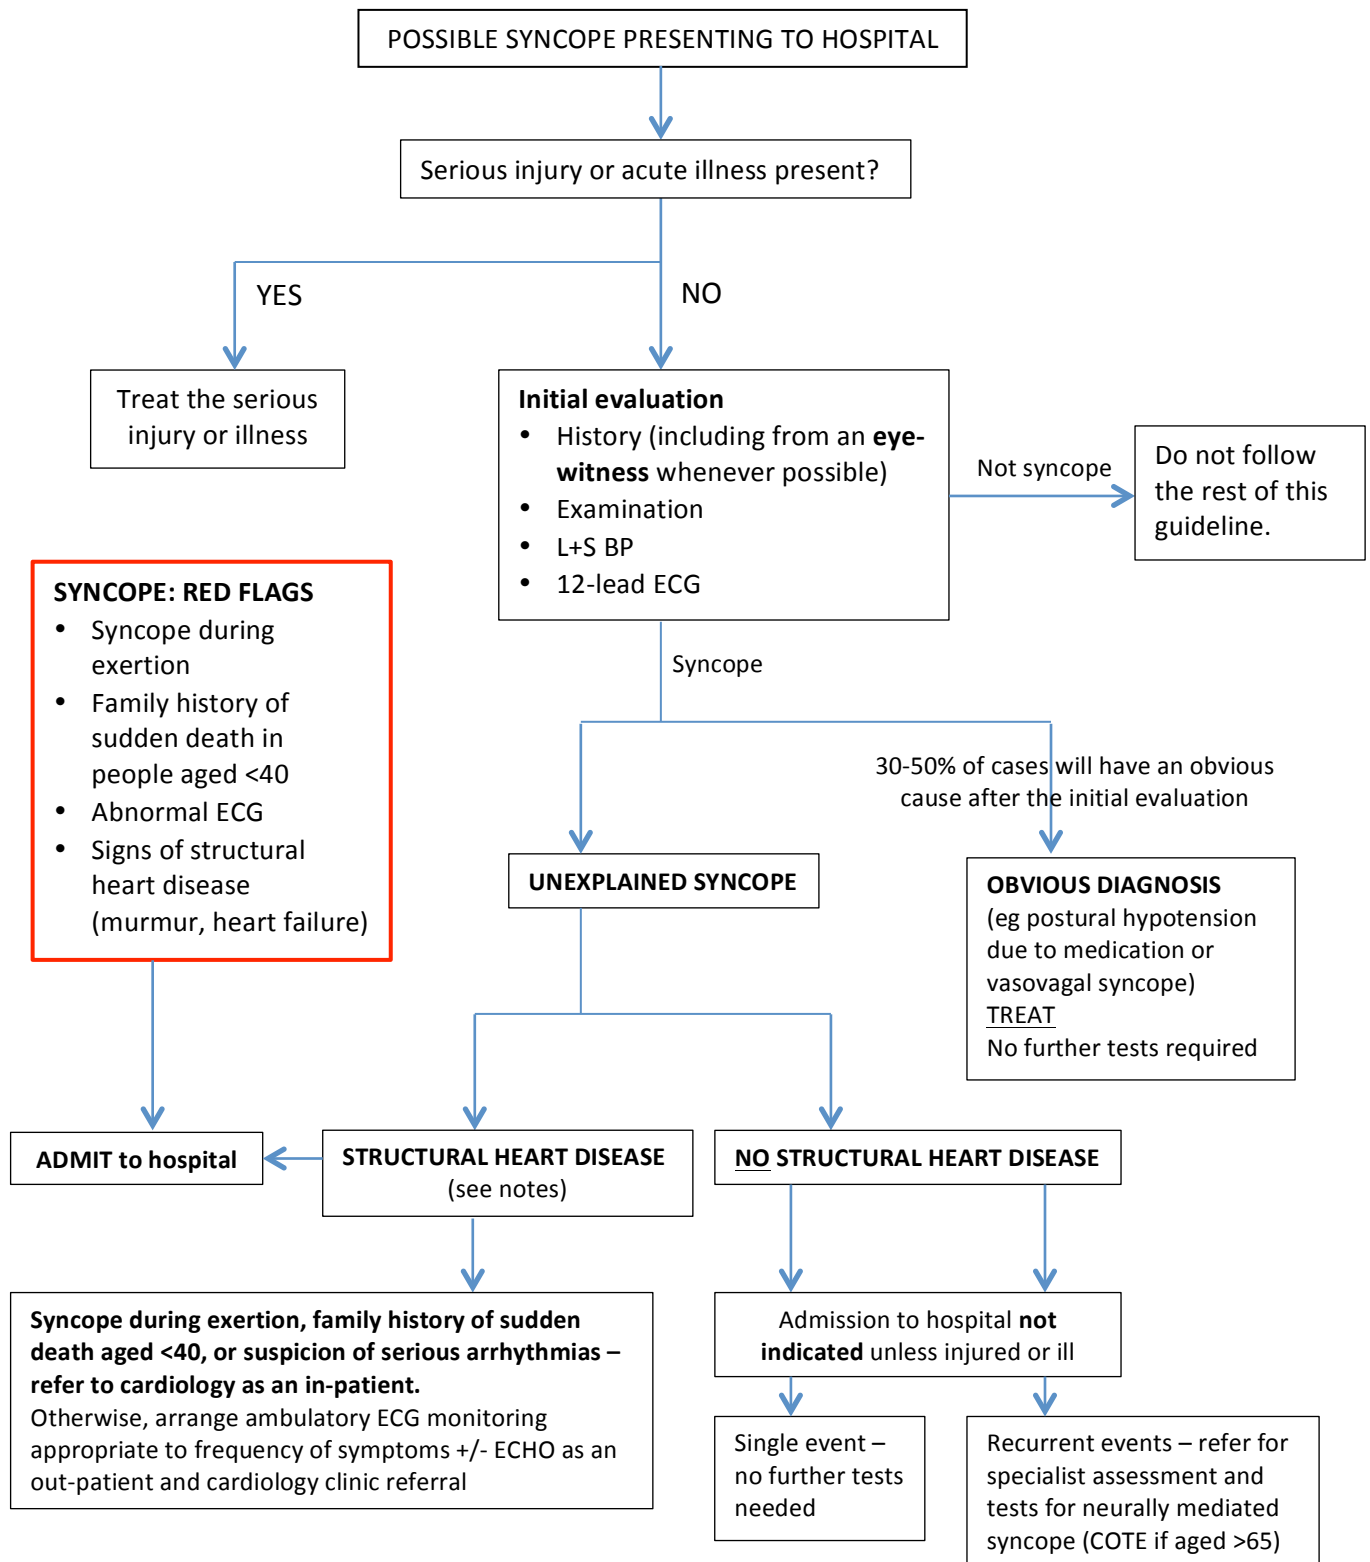 POSSIBLE SYNCOPE PRESENTING TO HOSPITAL
Serious injury or acute illness present?
YES
NO
Treat the serious
injury or illness
Initial evaluation
• History (including from an eye-
witness whenever possible)
• Examination
• L+S BP
• 12-lead ECG
Not syncope
Do not follow
the rest of this
guideline.
SYNCOPE: RED FLAGS
• Syncope during
exertion
• Family history of
sudden death in
people aged <40
• Abnormal ECG
• Signs of structural
heart disease
(murmur, heart failure)
Syncope
30-50% of cases will have an obvious
cause after the initial evaluation
UNEXPLAINED SYNCOPE
OBVIOUS DIAGNOSIS
(eg postural hypotension
due to medication or
vasovagal syncope)
TREAT
No further tests required
ADMIT to hospital
STRUCTURAL HEART DISEASE
(see notes)
NO STRUCTURAL HEART DISEASE
Syncope during exertion, family history of sudden
death aged <40, or suspicion of serious arrhythmias –
refer to cardiology as an in-patient.
Otherwise, arrange ambulatory ECG monitoring
appropriate to frequency of symptoms +/- ECHO as an
out-patient and cardiology clinic referral
Admission to hospital not
indicated unless injured or ill
Single event –
no further tests
needed
Recurrent events – refer for
specialist assessment and
tests for neurally mediated
syncope (COTE if aged >65)